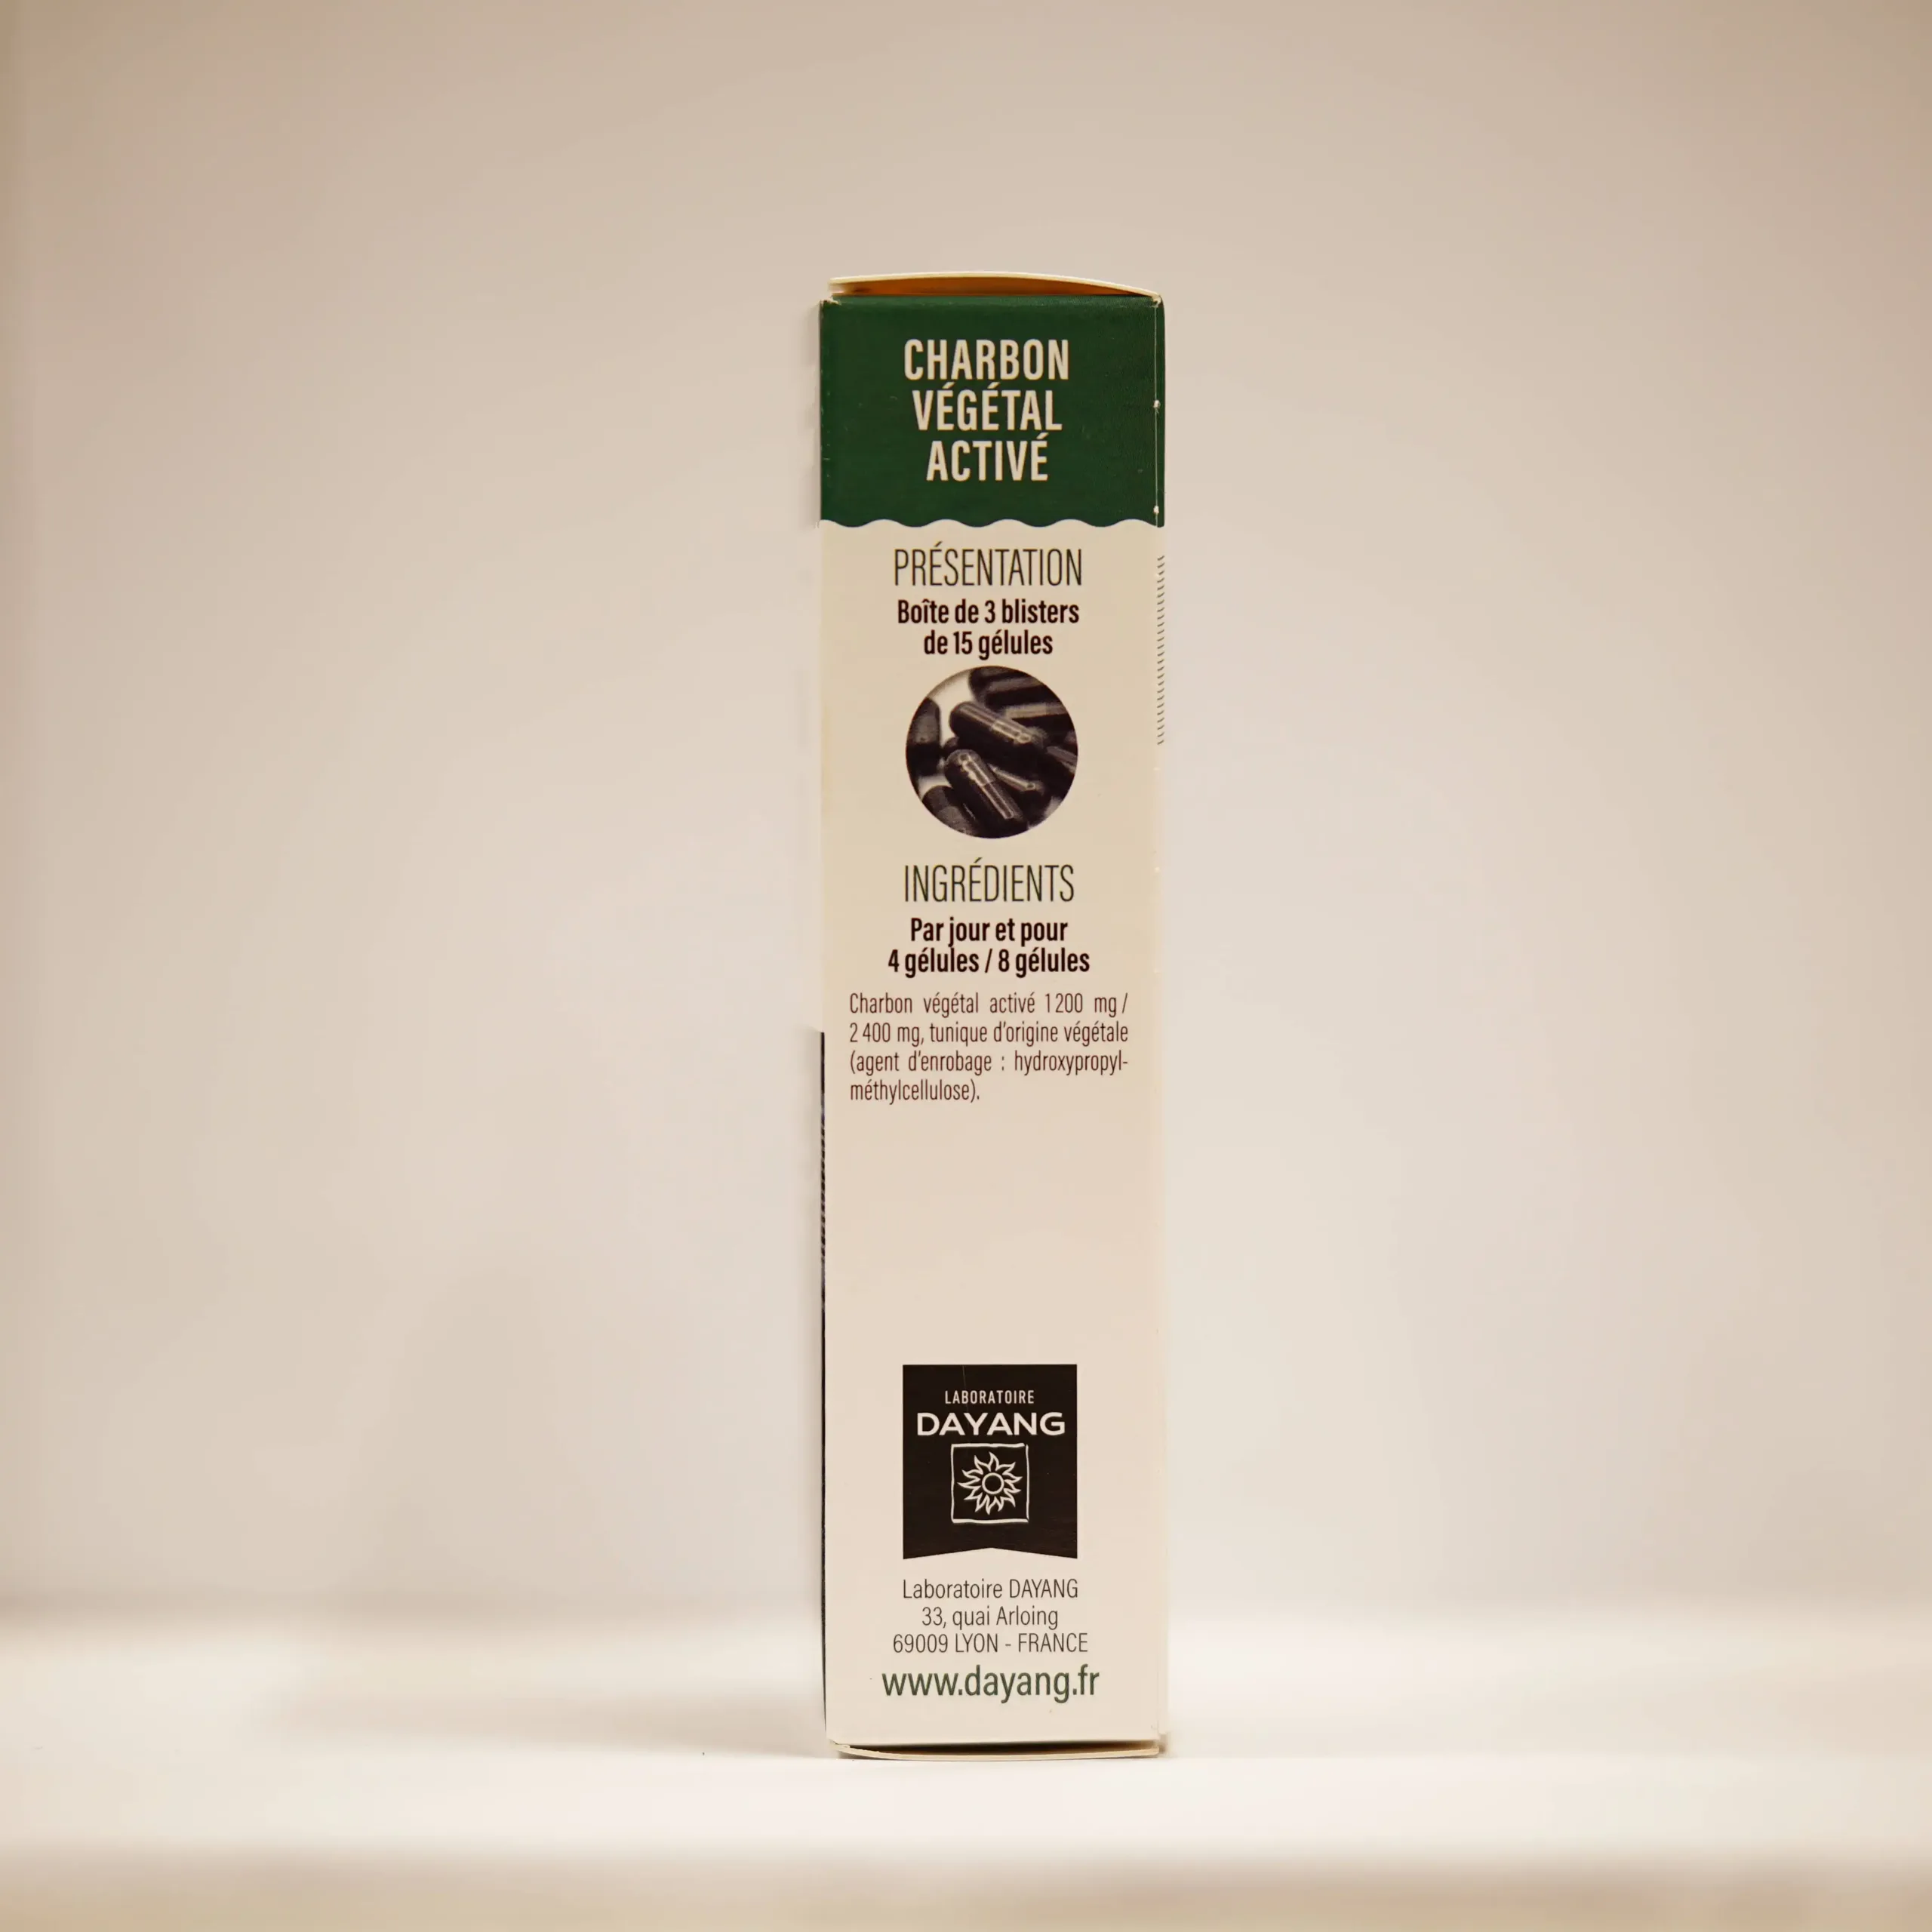 CHARBON
VÉGÉTAL
ACTIVÉ
PRÉSENTATION
Boîte de 3 blisters
de 15 gélules
INGRÉDIENTS
Par jour et pour
4 gélules / 8 gélules
Charbon végétal activé 1200 mg /
2 400 mg, tunique d'origine végétale
(agent d'enrobage : hydroxypropyl-
méthylcellulose).
LABORATOIRE
DAYANG
Laboratoire DAYANG
33, quai Arloing
69009 LYON - FRANCE
www.dayang.fr